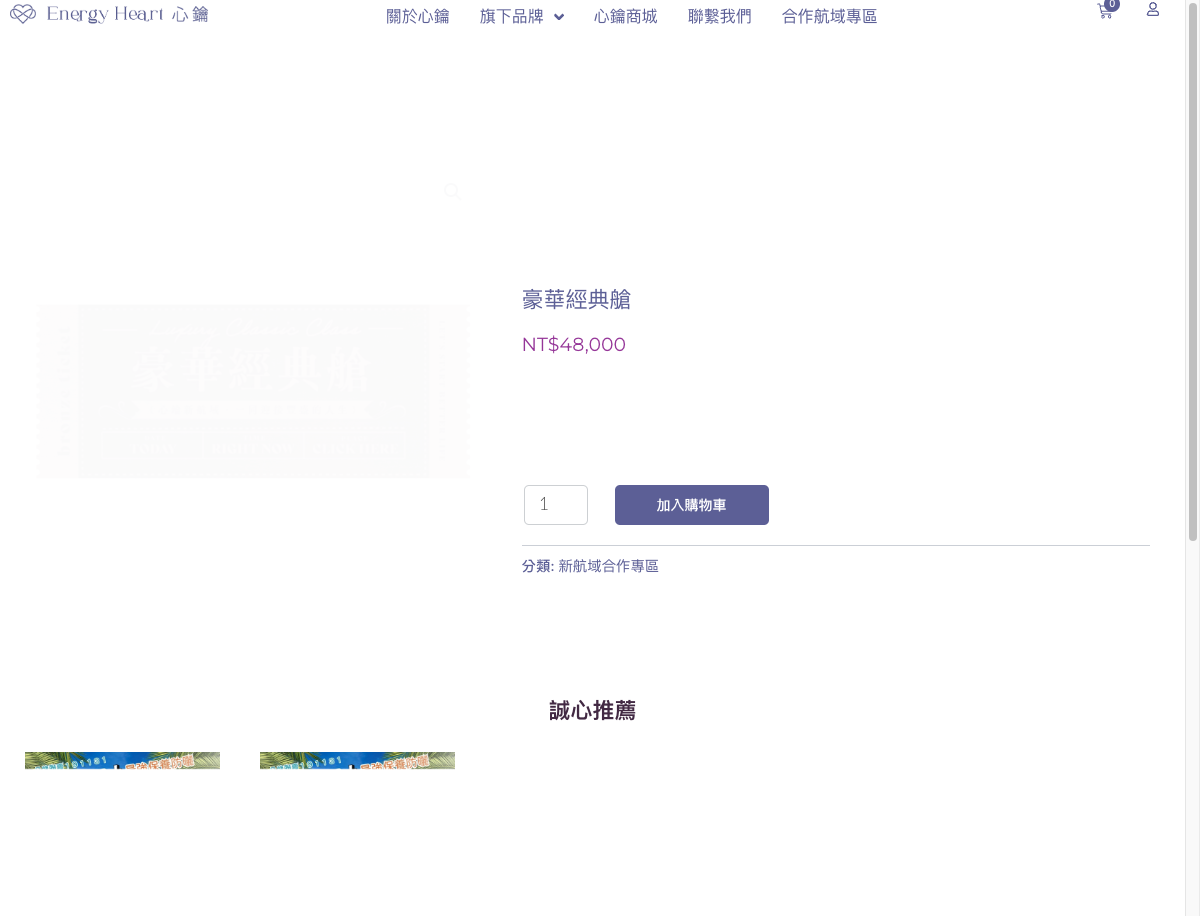 Energy Heart 心鑰
關於心鑰
旗下品牌
心鑰商城
聯繫我們
合作航域專區
0
豪華經典艙
NT$48,000
豪華經典艙
1
加入購物車
分類: 新航域合作專區
誠心推薦